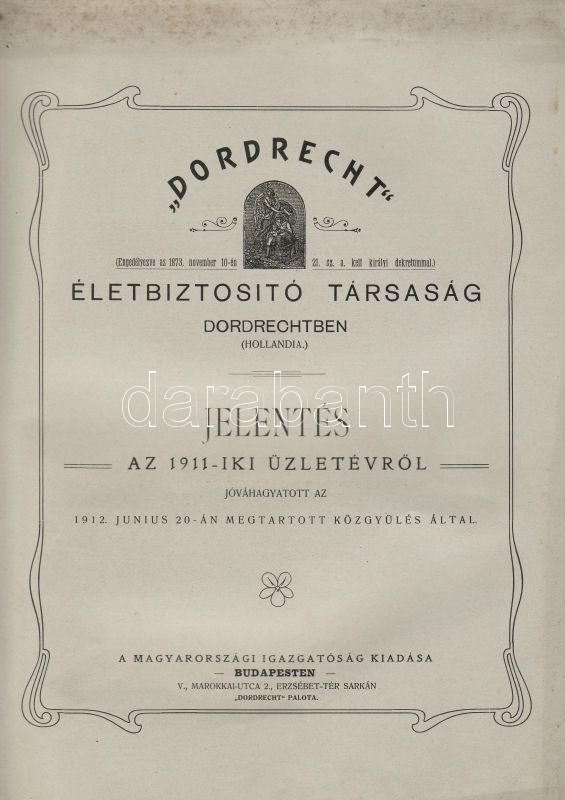 „DORDRECHT“
(Engedélyezve az 1873. november 10-én 21. sz. a. kelt királyi dekretummal.)
ÉLETBIZTOSITÓ TÁRSASÁG
DORDRECHTBEN
(HOLLANDIA.)
darabanth
JELENTÉS
AZ 1911-IKI ÜZLETÉVRŐL
JÓVÁHAGYATOTT AZ
1912. JUNIUS 20-ÁN MEGTARTOTT KÖZGYÜLÉS ÁLTAL.
A MAGYARORSZÁGI IGAZGATÓSÁG KIADÁSA
— BUDAPESTEN —
V., MAROKKAI-UTCA 2., ERZSÉBET-TÉR SARKÁN
„DORDRECHT“ PALOTA.